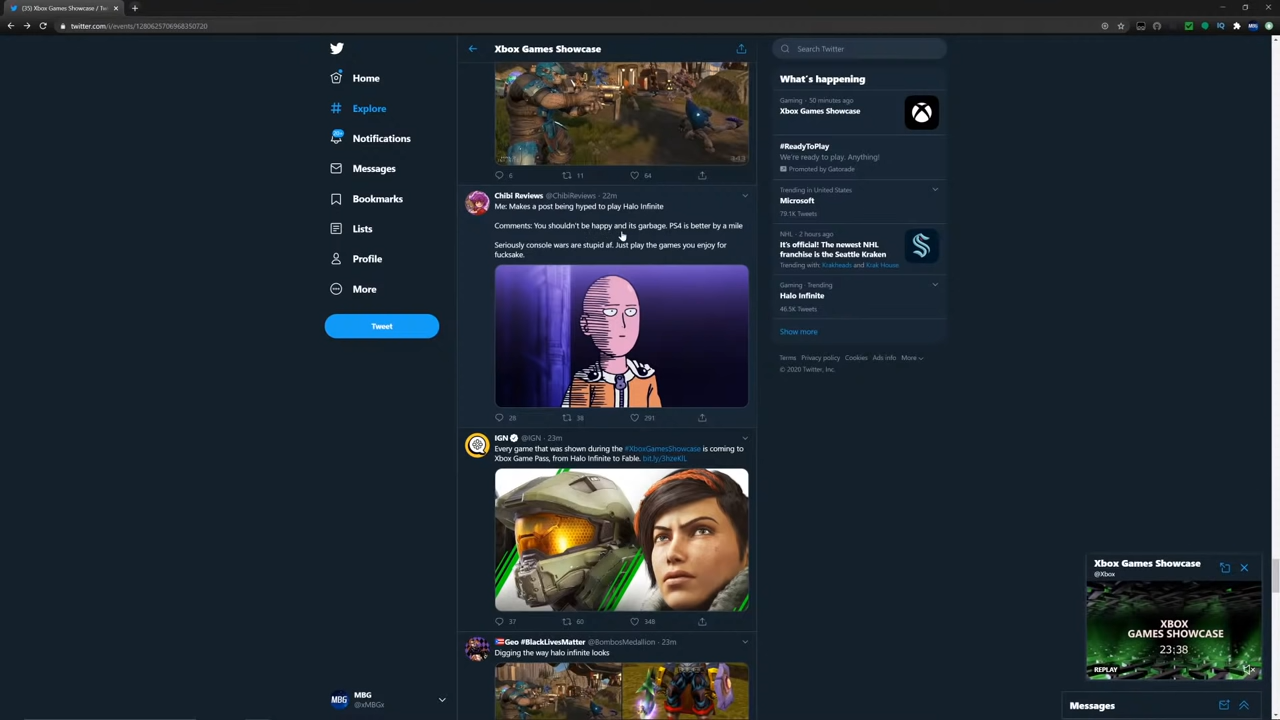 (35) Xbox Games Showcase / Tw
twitter.com/i/events/1280625706968350720
Xbox Games Showcase
Search Twitter
Home
Explore
20+
Notifications
Messages
Bookmarks
Lists
Profile
More
Tweet
MBG
MBG
@xMBGx
6
11
84
Chibi Reviews @ChibiReviews · 22m
Me: Makes a post being hyped to play Halo Infinite
Comments: You shouldn't be happy and its garbage. PS4 is better by a mile
Seriously console wars are stupid af. Just play the games you enjoy for
fucksake.
28
38
291
IGN @IGN · 23m
Every game that was shown during the #XboxGamesShowcase is coming to
Xbox Game Pass, from Halo Infinite to Fable.
37
60
348
Geo #BlackLivesMatter @BombosMedallion · 23m
Digging the way halo infinite looks
What's happening
Gaming · 50 minutes ago
Xbox Games Showcase
#ReadyToPlay
We're ready to play. Anything!
Promoted by Gatorade
Trending in United States
Microsoft
79.1K Tweets
NHL · 2 hours ago
It's official! The newest NHL
franchise is the Seattle Kraken
Trending with: Krakheads and Krak House
Gaming · Trending
Halo Infinite
46.5K Tweets
Show more
Terms Privacy policy Cookies Ads info More
© 2020 Twitter, Inc.
Xbox Games Showcase
@Xbox
XBOX
GAMES SHOWCASE
23:38
REPLAY
Messages